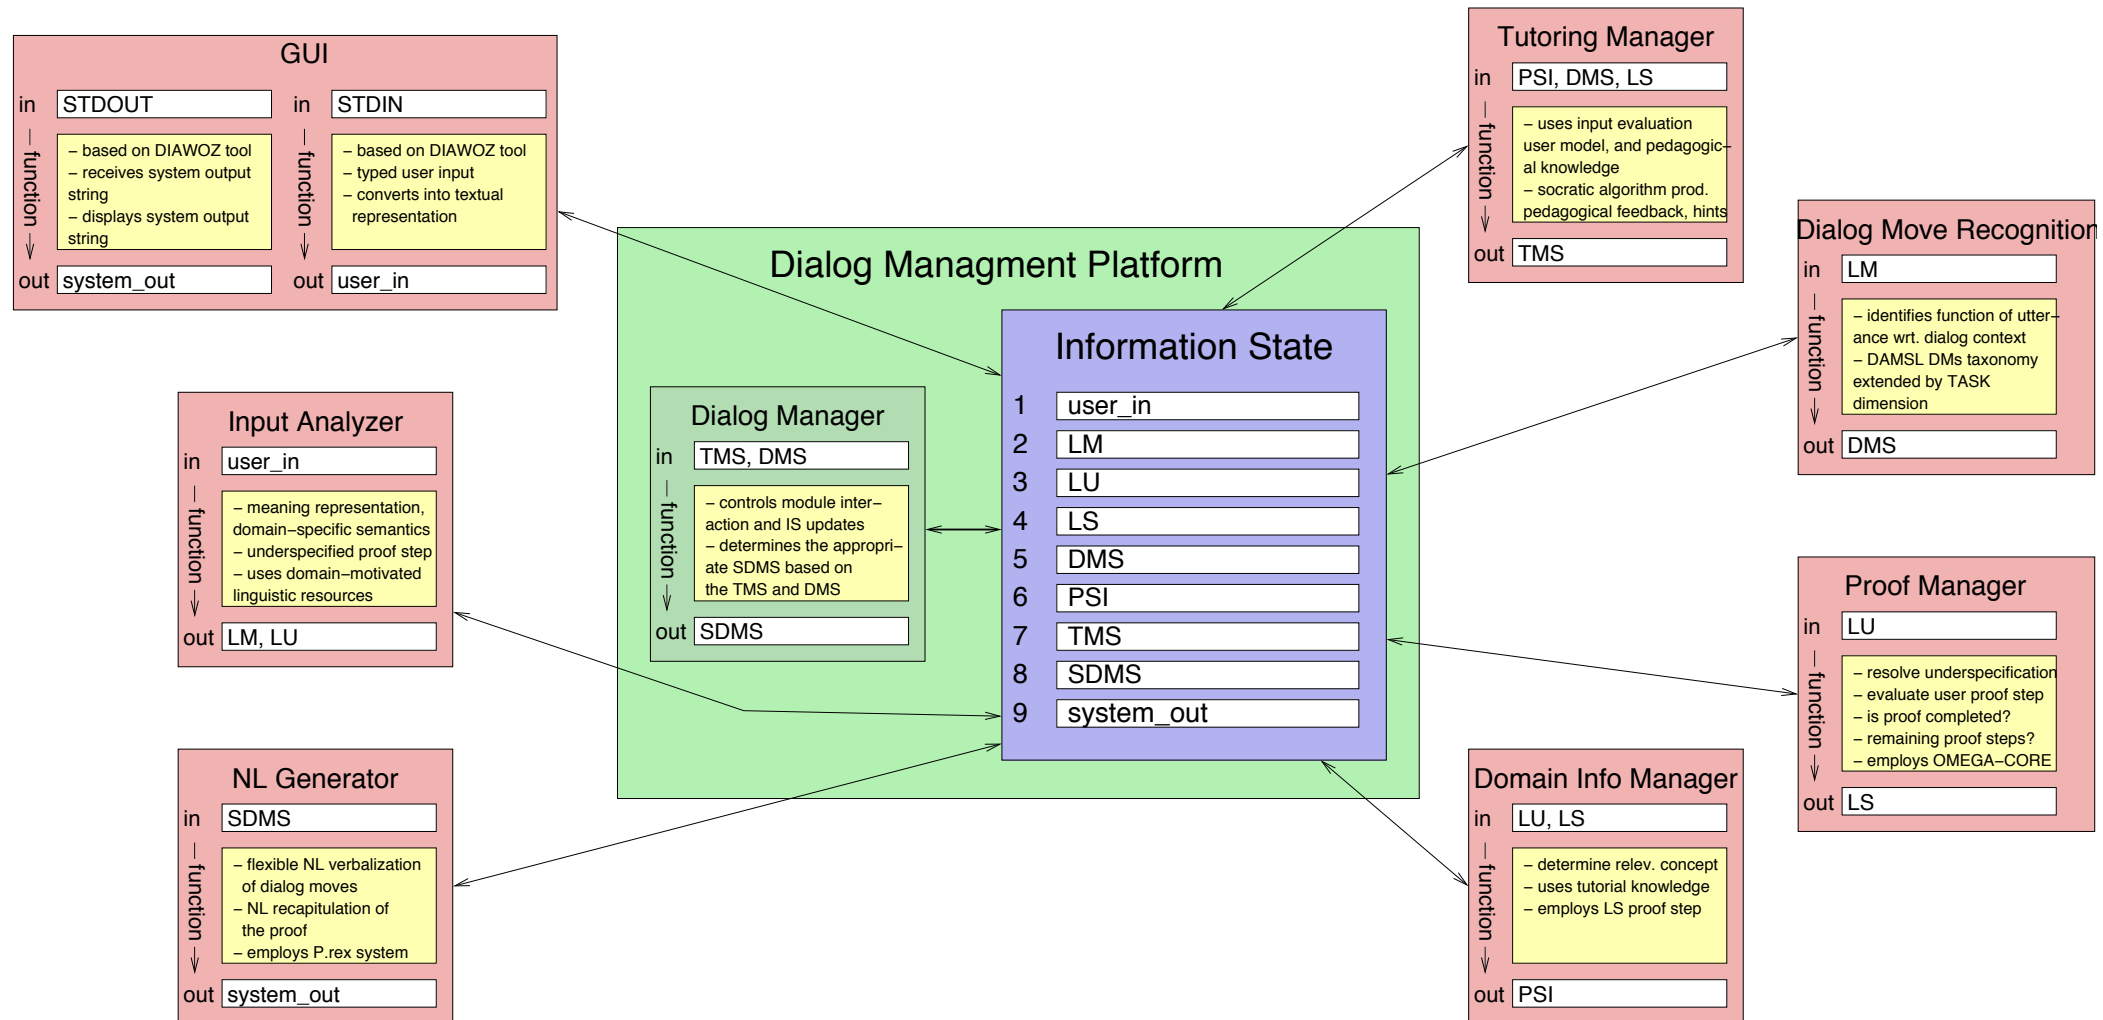 GUI
in STDOUT
function
– based on DIAWOZ tool
– receives system output
string
– displays system output
string
out system_out
in STDIN
function
– based on DIAWOZ tool
– typed user input
– converts into textual
representation
out user_in
Tutoring Manager
in PSI, DMS, LS
function
– uses input evaluation
user model, and pedagogic–
al knowledge
– socratic algorithm prod.
pedagogical feedback, hints
out TMS
Dialog Move Recognition
in LM
function
– identifies function of utter–
ance wrt. dialog context
– DAMSL DMs taxonomy
extended by TASK
dimension
out DMS
Dialog Managment Platform
Dialog Manager
in TMS, DMS
function
– controls module inter–
action and IS updates
– determines the appropri–
ate SDMS based on
the TMS and DMS
out SDMS
Information State
1 user_in
2 LM
3 LU
4 LS
5 DMS
6 PSI
7 TMS
8 SDMS
9 system_out
Input Analyzer
in user_in
function
– meaning representation,
domain–specific semantics
– underspecified proof step
– uses domain–motivated
linguistic resources
out LM, LU
Proof Manager
in LU
function
– resolve underspecification
– evaluate user proof step
– is proof completed?
– remaining proof steps?
– employs OMEGA–CORE
out LS
NL Generator
in SDMS
function
– flexible NL verbalization
of dialog moves
– NL recapitulation of
the proof
– employs P.rex system
out system_out
Domain Info Manager
in LU, LS
function
– determine relev. concept
– uses tutorial knowledge
– employs LS proof step
out PSI